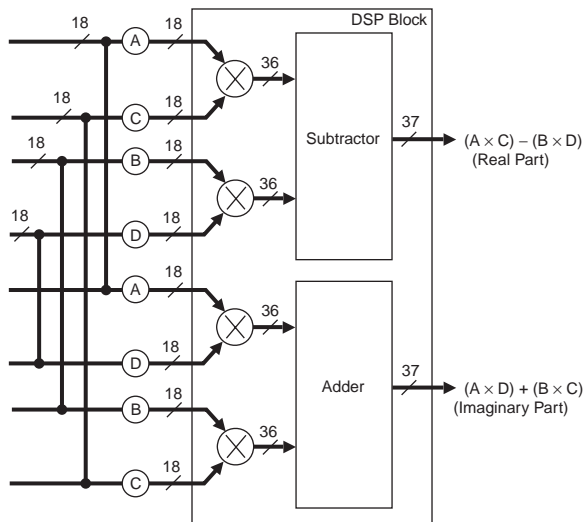 DSP Block
18 A 18
36
18 C 18
Subtractor
37
(A × C) – (B × D)
(Real Part)
18 B 18
36
18 D 18
A 18
36
D 18
Adder
37
(A × D) + (B × C)
(Imaginary Part)
B 18
36
C 18